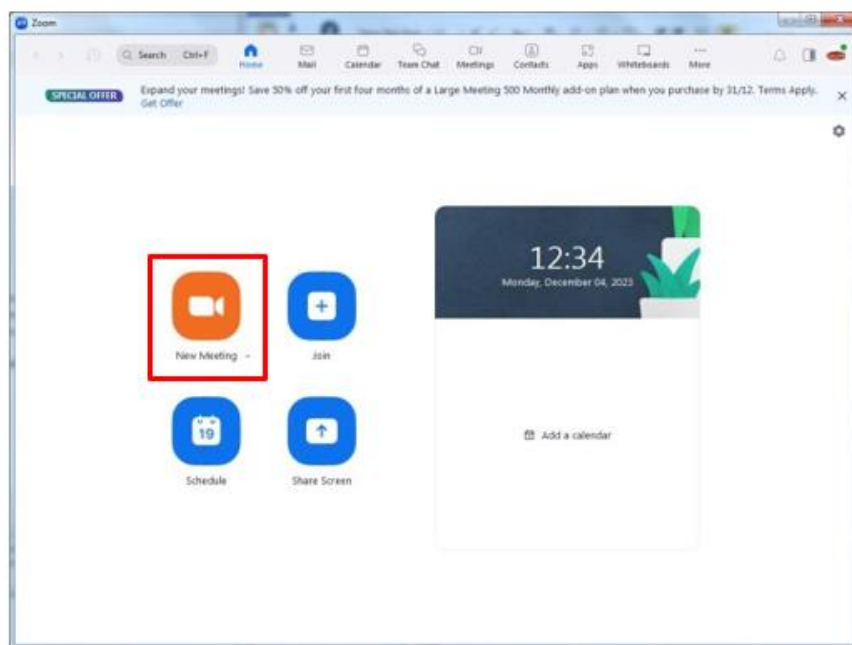 Zoom
Search Ctrl+F
Home
Mail
Calendar
Team Chat
Meetings
Contacts
Apps
Whiteboards
More
SPECIAL OFFER
Expand your meetings! Save 50% off your first four months of a Large Meeting 500 Monthly add-on plan when you purchase by 31/12. Terms Apply.
Get Offer
12:34
Monday, December 04, 2023
New Meeting
Join
19
Schedule
Share Screen
Add a calendar